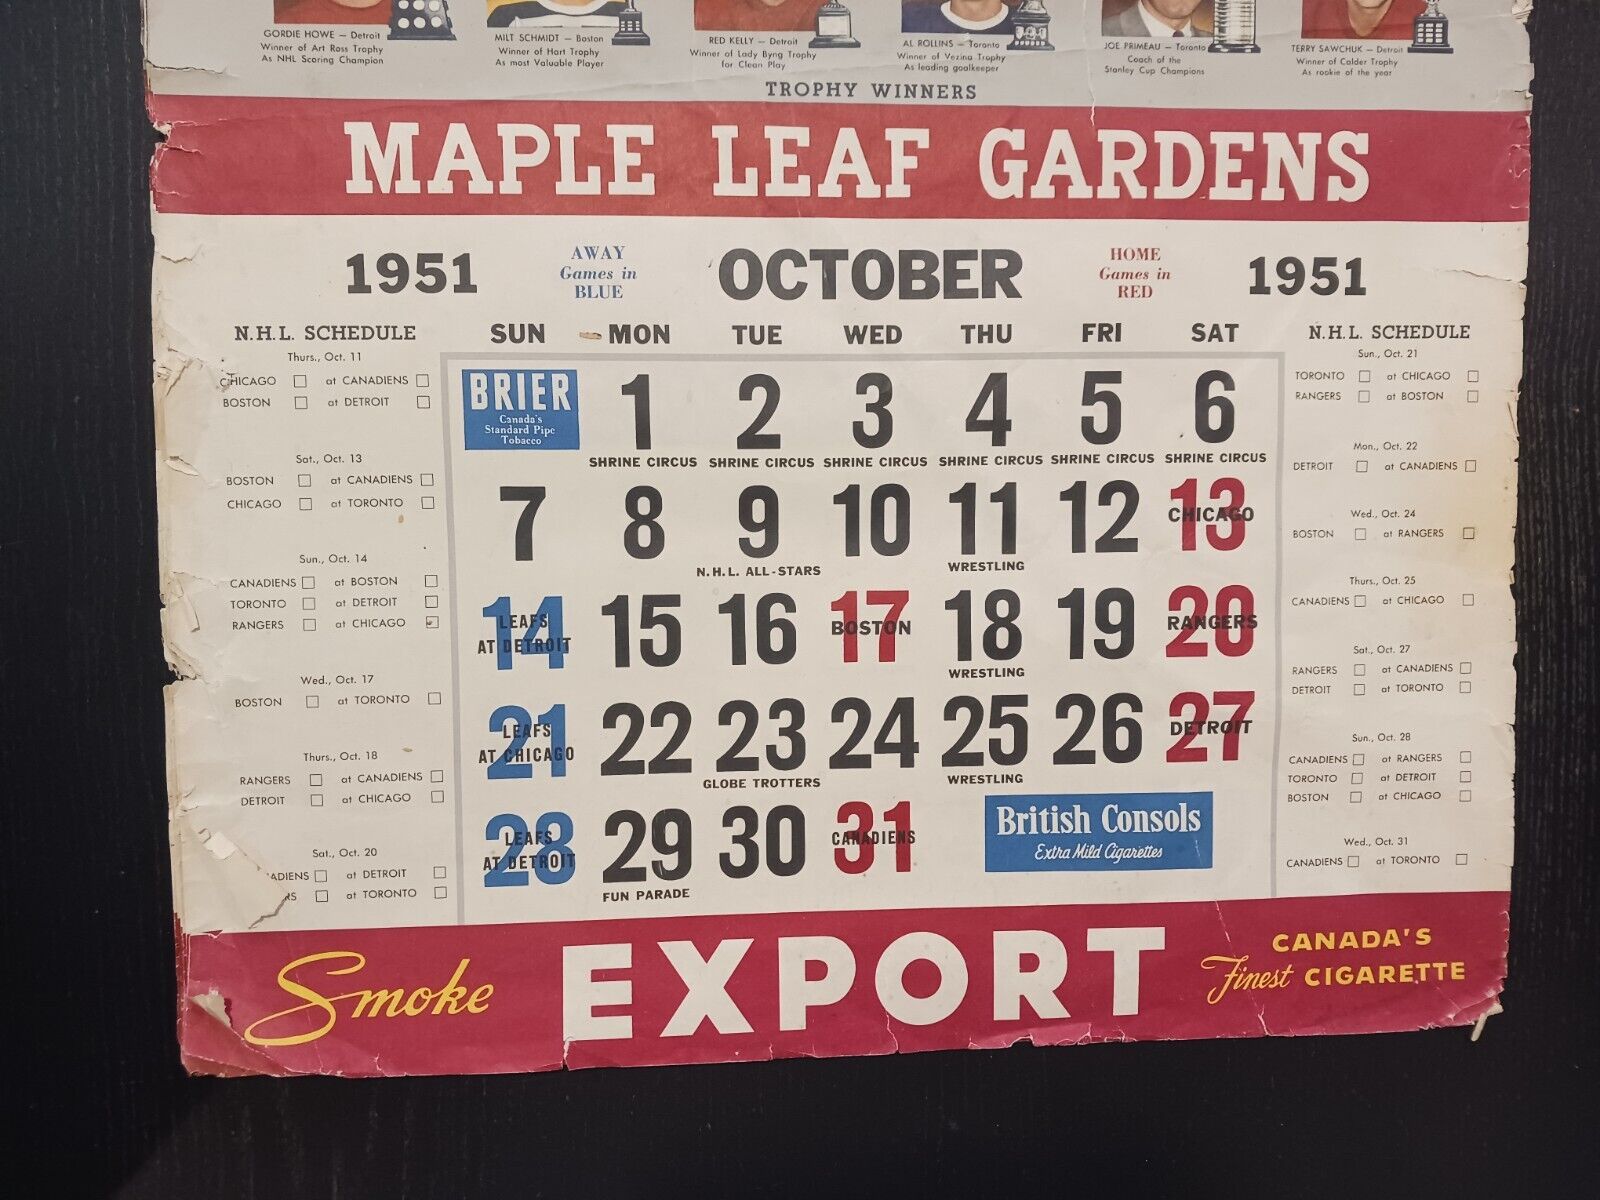 GORDIE HOWE — Detroit
Winner of Art Ross Trophy
As NHL Scoring Champion
MILT SCHMIDT — Boston
Winner of Hart Trophy
As most Valuable Player
RED KELLY — Detroit
Winner of Lady Byng Trophy
for Clean Play
AL ROLLINS — Toronto
Winner of Vezina Trophy
As leading goalkeeper
JOE PRIMEAU — Toronto
Coach of the
Stanley Cup Champions
TERRY SAWCHUK — Detroit
Winner of Calder Trophy
As rookie of the year
TROPHY WINNERS
MAPLE LEAF GARDENS
1951
AWAY
Games in
BLUE
OCTOBER
HOME
Games in
RED
1951
N.H.L. SCHEDULE
Thurs., Oct. 11
CHICAGO at CANADIENS
BOSTON at DETROIT
Sat., Oct. 13
BOSTON at CANADIENS
CHICAGO at TORONTO
Sun., Oct. 14
CANADIENS at BOSTON
TORONTO at DETROIT
RANGERS at CHICAGO
Wed., Oct. 17
BOSTON at TORONTO
Thurs., Oct. 18
RANGERS at CANADIENS
DETROIT at CHICAGO
Sat., Oct. 20
ADIENS at DETROIT
RS at TORONTO
SUN MON TUE WED THU FRI SAT
BRIER
Canada's
Standard Pipe
Tobacco
1 2 3 4 5 6
SHRINE CIRCUS SHRINE CIRCUS SHRINE CIRCUS SHRINE CIRCUS SHRINE CIRCUS SHRINE CIRCUS
7 8 9 10 11 12 13
CHICAGO
N.H.L. ALL-STARS WRESTLING
14 15 16 17 18 19 20
LEAFS
AT DETROIT
BOSTON RANGERS
WRESTLING
21 22 23 24 25 26 27
LEAFS
AT CHICAGO
DETROIT
GLOBE TROTTERS WRESTLING
28 29 30 31
LEAFS
AT DETROIT
CANADIENS
FUN PARADE
British Consols
Extra Mild Cigarettes
N.H.L. SCHEDULE
Sun., Oct. 21
TORONTO at CHICAGO
RANGERS at BOSTON
Mon., Oct. 22
DETROIT at CANADIENS
Wed., Oct. 24
BOSTON at RANGERS
Thurs., Oct. 25
CANADIENS at CHICAGO
Sat., Oct. 27
RANGERS at CANADIENS
DETROIT at TORONTO
Sun., Oct. 28
CANADIENS at RANGERS
TORONTO at DETROIT
BOSTON at CHICAGO
Wed., Oct. 31
CANADIENS at TORONTO
Smoke EXPORT
CANADA'S
Finest CIGARETTE